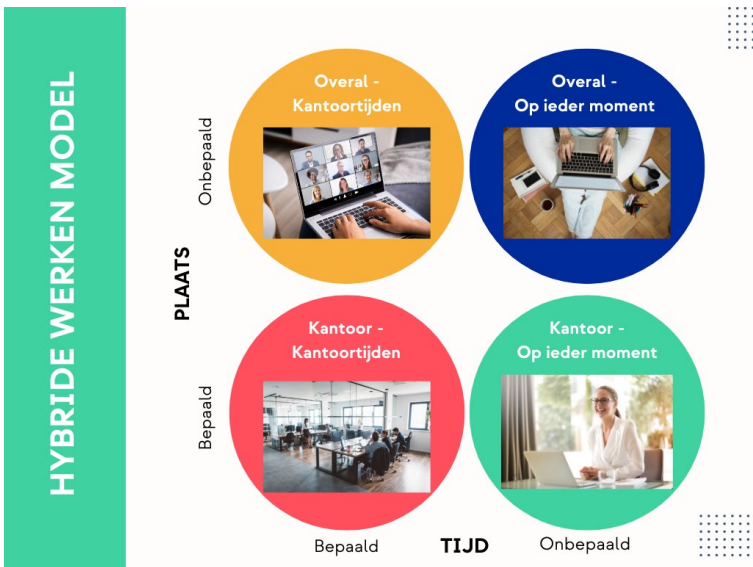 HYBRIDE WERKEN MODEL
PLAATS
Onbepaald
Bepaald
Overal -
Kantoortijden
Overal -
Op ieder moment
Kantoor -
Kantoortijden
Kantoor -
Op ieder moment
Bepaald
TIJD
Onbepaald